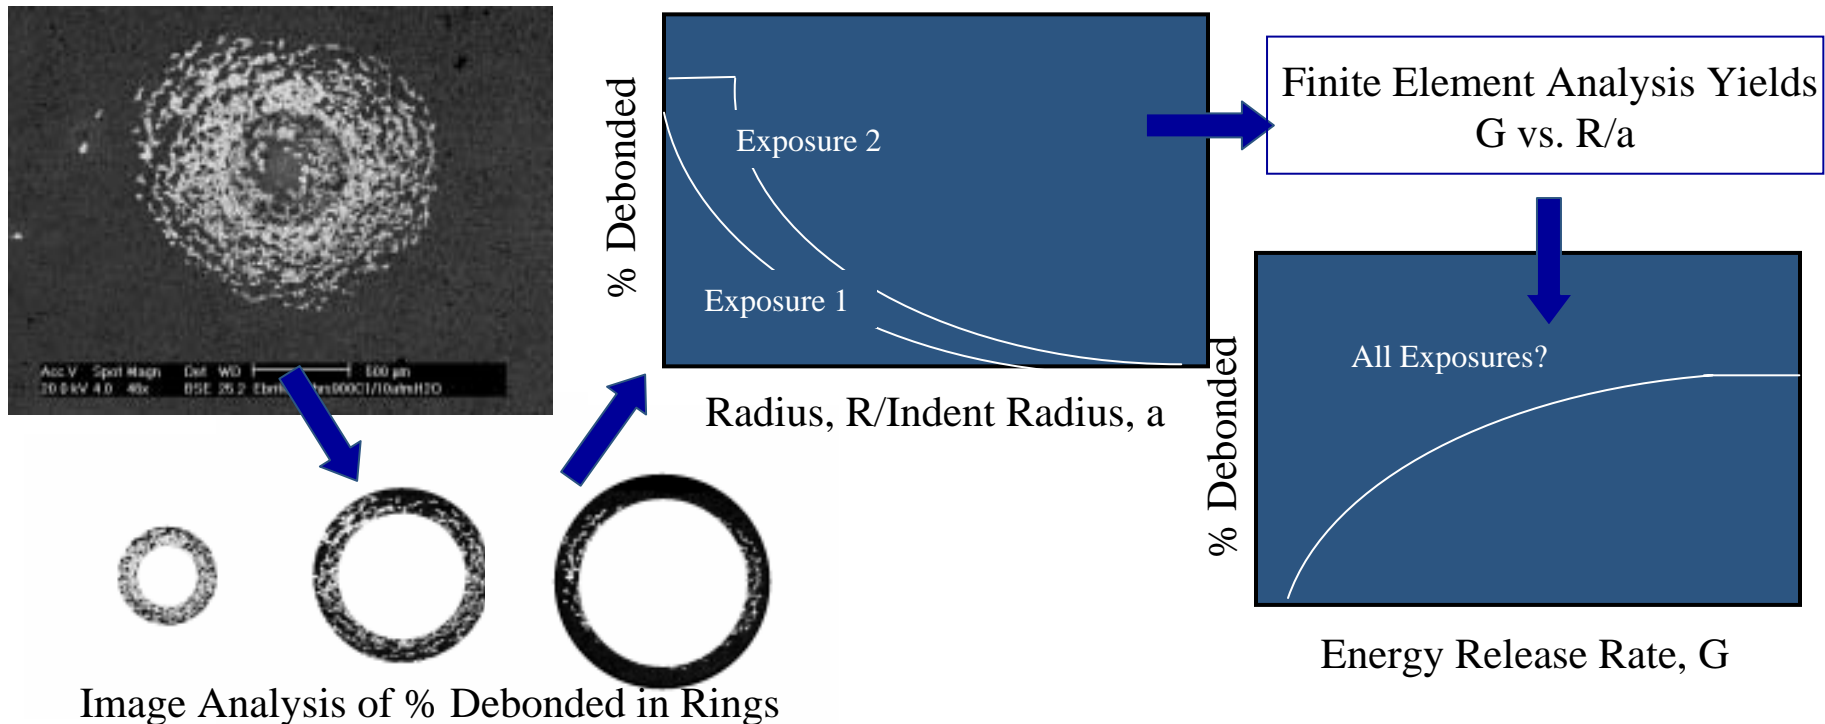 % Debonded
Exposure 2
Exposure 1
Radius, R/Indent Radius, a
Finite Element Analysis Yields
G vs. R/a
% Debonded
All Exposures?
Energy Release Rate, G
Acc.V Spot Magn Det WD 500 µm
20.0 kV 4.0 BSE 25.2
Image Analysis of % Debonded in Rings